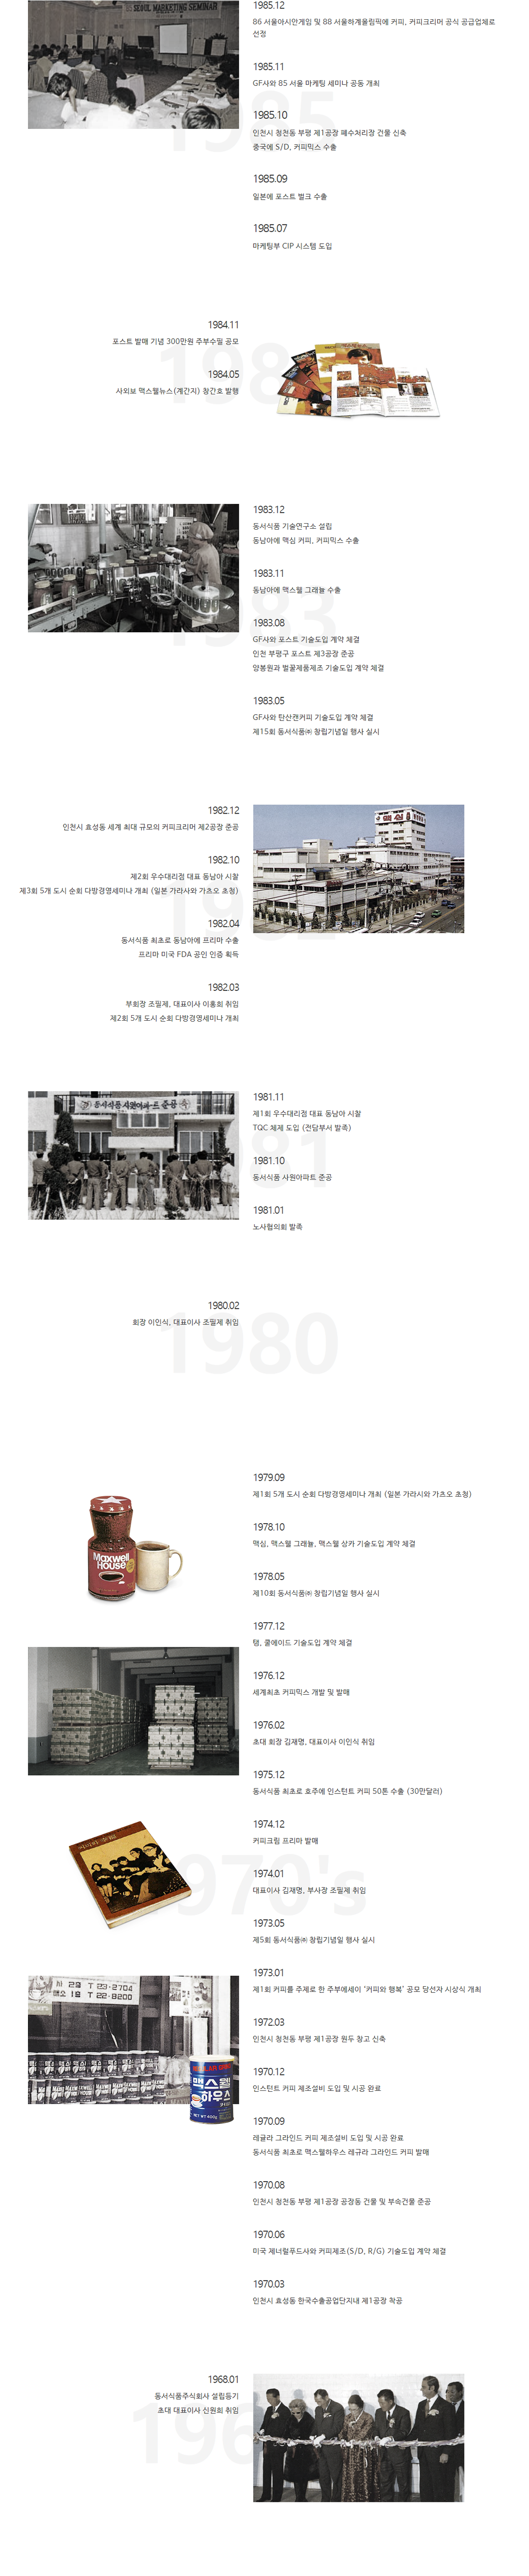 SEOUL MARKETING SEMINAR
1985
1985.12
86 서울아시안게임 및 88 서울하계올림픽에 커피, 커피크리머 공식 공급업체로
선정
1985.11
GF사와 85 서울 마케팅 세미나 공동 개최
1985.10
인천시 청천동 부평 제1공장 폐수처리장 건물 신축
중국에 S/D, 커피믹스 수출
1985.09
일본에 포스트 벌크 수출
1985.07
마케팅부 CIP 시스템 도입
1984.11
포스트 발매 기념 300만원 주부수필 공모
198
1984.05
사외보 맥스웰뉴스(계간지) 창간호 발행
1983.12
동서식품 기술연구소 설립
동남아에 맥심 커피, 커피믹스 수출
1983.11
동남아에 맥스웰 그래뉼 수출
1983
1983.08
GF사와 포스트 기술도입 계약 체결
인천 부평구 포스트 제3공장 준공
양봉원과 벌꿀제품제조 기술도입 계약 체결
1983.05
GF사와 탄산캔커피 기술도입 계약 체결
제15회 동서식품㈜ 창립기념일 행사 실시
1982.12
인천시 효성동 세계 최대 규모의 커피크리머 제2공장 준공
맥심
1982.10
제2회 우수대리점 대표 동남아 시찰
제3회 5개 도시 순회 다방경영세미나 개최 (일본 가라사와 가츠오 초청)
1982
1982.04
동서식품 최초로 동남아에 프리마 수출
프리마 미국 FDA 공인 인증 획득
1982.03
부회장 조필제, 대표이사 이홍희 취임
제2회 5개 도시 순회 다방경영세미나 개최
동서식품 사원아파트 준공
1981.11
제1회 우수대리점 대표 동남아 시찰
TQC 체제 도입 (전담부서 발족)
1981
1981.10
동서식품 사원아파트 준공
1981.01
노사협의회 발족
1980.02
회장 이인식, 대표이사 조필제 취임
1980
1979.09
제1회 5개 도시 순회 다방경영세미나 개최 (일본 가라시와 가츠오 초청)
1978.10
맥심, 맥스웰 그래뉼, 맥스웰 상카 기술도입 계약 체결
Maxwell
House
1978.05
제10회 동서식품㈜ 창립기념일 행사 실시
1977.12
탱, 쿨에이드 기술도입 계약 체결
1976.12
세계최초 커피믹스 개발 및 발매
1976.02
초대 회장 김재명, 대표이사 이인식 취임
1975.12
동서식품 최초로 호주에 인스턴트 커피 50톤 수출 (30만달러)
1974.12
커피크림 프리마 발매
1970's
1974.01
대표이사 김재명, 부사장 조필제 취임
1973.05
제5회 동서식품㈜ 창립기념일 행사 실시
1973.01
제1회 커피를 주제로 한 주부에세이 '커피와 행복' 공모 당선자 시상식 개최
1972.03
인천시 청천동 부평 제1공장 원두 창고 신축
1970.12
인스턴트 커피 제조설비 도입 및 시공 완료
맥스웰
하우스
NET WT 400g
1970.09
레귤라 그라인드 커피 제조설비 도입 및 시공 완료
동서식품 최초로 맥스웰하우스 레규라 그라인드 커피 발매
1970.08
인천시 청천동 부평 제1공장 공장동 건물 및 부속건물 준공
1970.06
미국 제너럴푸드사와 커피제조(S/D, R/G) 기술도입 계약 체결
1970.03
인천시 효성동 한국수출공업단지내 제1공장 착공
1968.01
동서식품주식회사 설립등기
초대 대표이사 신원희 취임
196